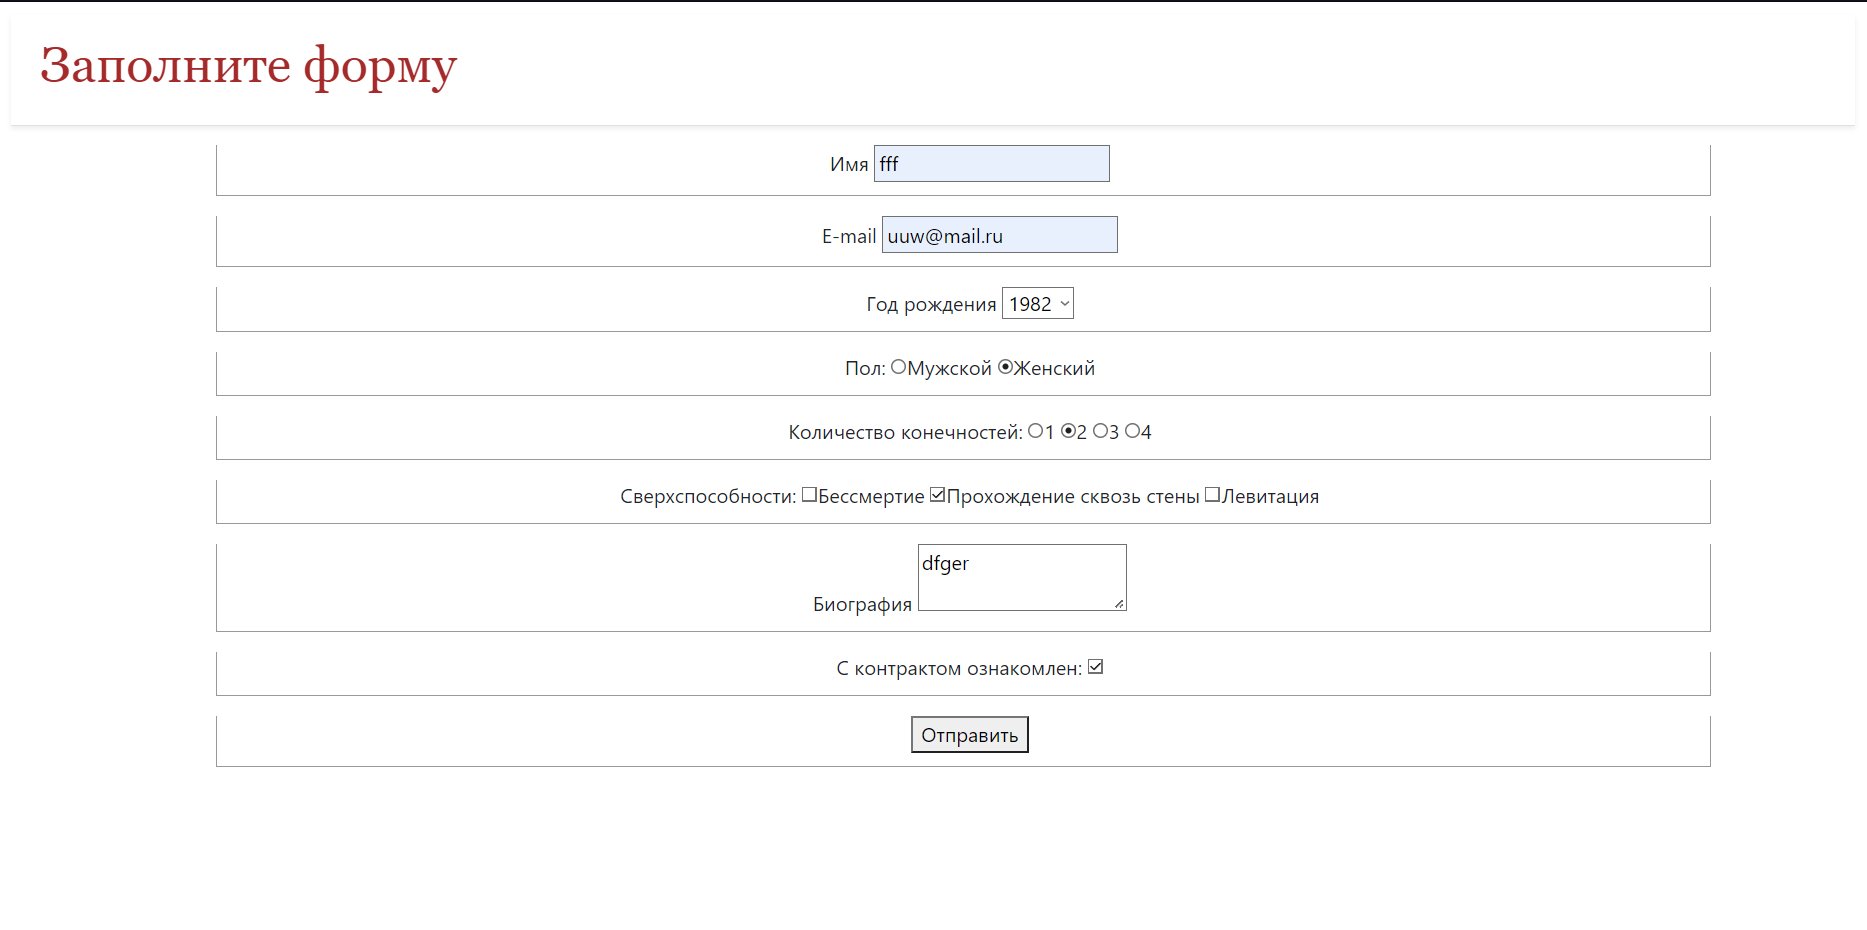 Заполните форму
Имя fff
E-mail uuw@mail.ru
Год рождения 1982
Пол: Мужской Женский
Количество конечностей: 1 2 3 4
Сверхспособности: Бессмертие Прохождение сквозь стены Левитация
dfger
Биография
С контрактом ознакомлен:
Отправить